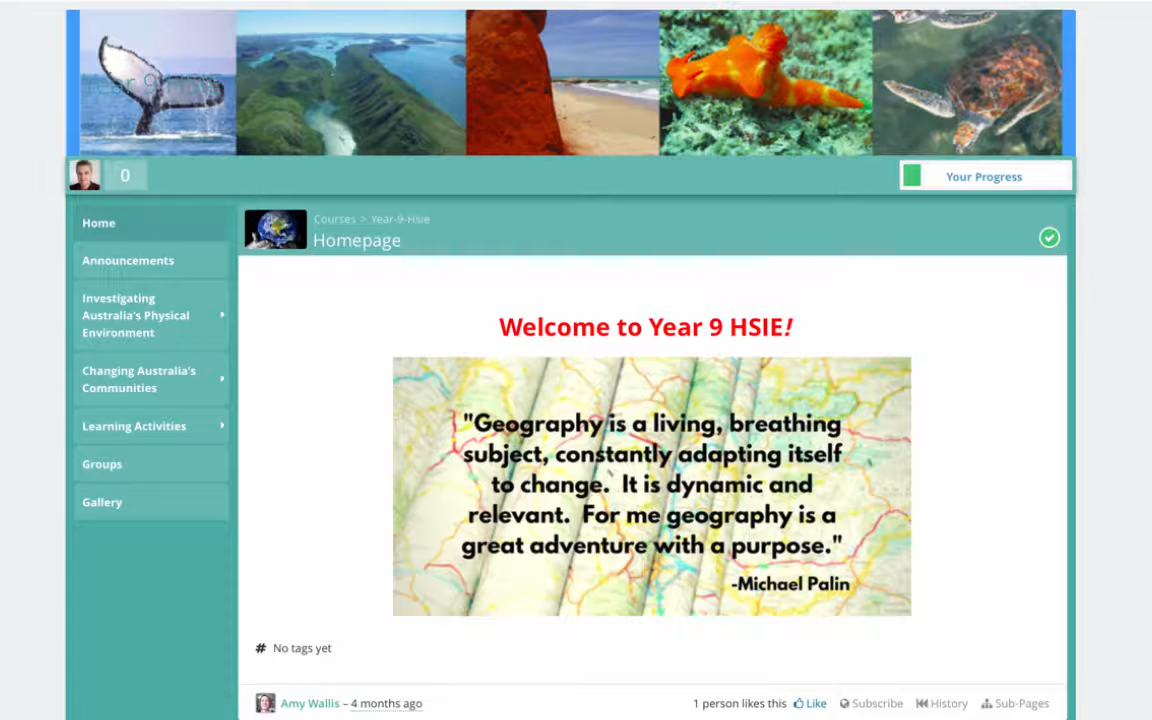 Year 9 HSIE
0
Your Progress
Home
Announcements
Investigating
Australia's Physical
Environment
Changing Australia's
Communities
Learning Activities
Groups
Gallery
Courses > Year-9-Hsie
Homepage
Welcome to Year 9 HSIE!
"Geography is a living, breathing
subject, constantly adapting itself
to change. It is dynamic and
relevant. For me geography is a
great adventure with a purpose."
-Michael Palin
# No tags yet
Amy Wallis – 4 months ago
1 person likes this Like Subscribe History Sub-Pages